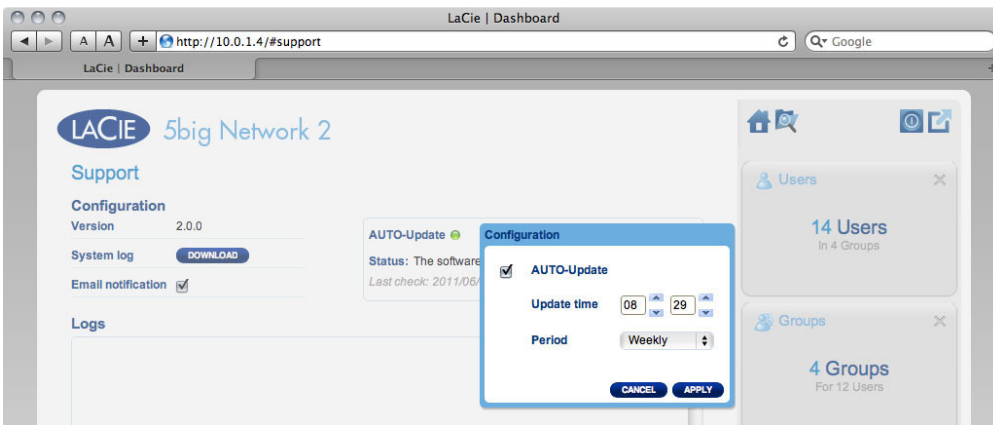 LaCie | Dashboard
A A + http://10.0.1.4/#support
Google
LaCie | Dashboard
LACIE 5big Network 2
Support
Configuration
Version 2.0.0
System log DOWNLOAD
Email notification
Logs
AUTO-Update
Status: The software
Last check: 2011/06/
Configuration
AUTO-Update
Update time 08 29
Period Weekly
CANCEL APPLY
Users
14 Users
In 4 Groups
Groups
4 Groups
For 12 Users